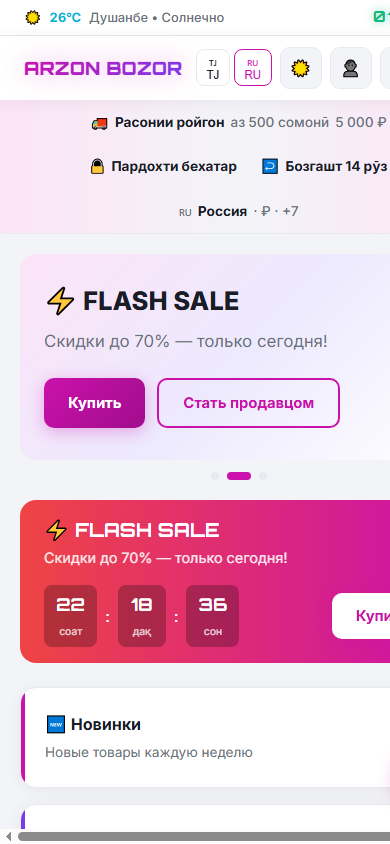 26°C Душанбе • Солнечно
ARZON BOZOR TJ TJ RU RU
Расонии ройгон аз 500 сомонӣ 5 000 ₽
Пардохти бехатар Бозгашт 14 рӯз
RU Россия · ₽ · +7
FLASH SALE
Скидки до 70% — только сегодня!
Купить Стать продавцом
FLASH SALE
Скидки до 70% — только сегодня!
22 : 18 : 36
соат дақ сон
Купи
NEW Новинки
Новые товары каждую неделю